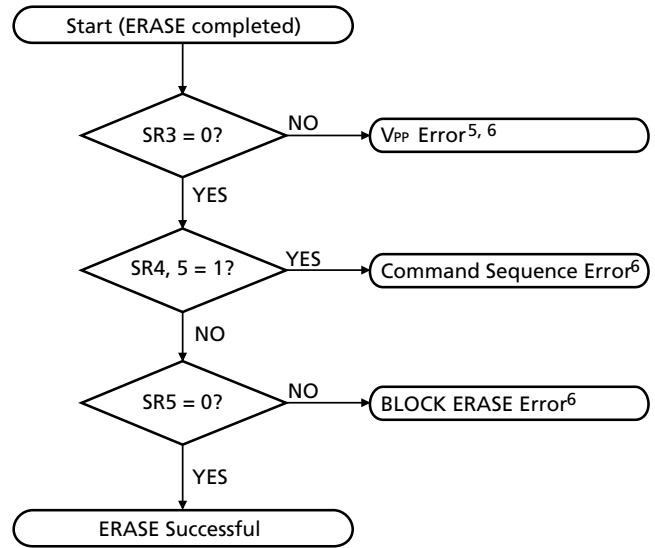 Start (ERASE completed)
SR3 = 0?
NO
VPP Error5, 6
YES
SR4, 5 = 1?
YES
Command Sequence Error6
NO
SR5 = 0?
NO
BLOCK ERASE Error6
YES
ERASE Successful